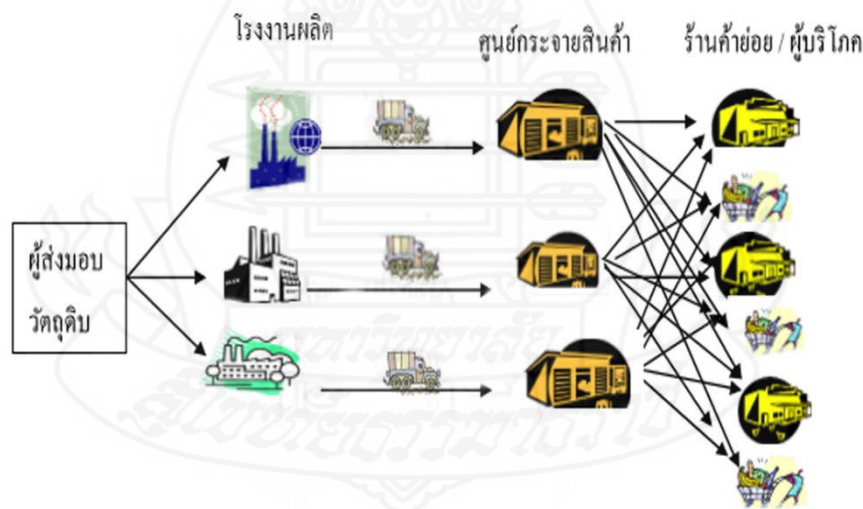 โรงงานผลิต
ศูนย์กระจายสินค้า
ร้านค้าย่อย / ผู้บริโภค
ผู้ส่งมอบ
วัตถุดิบ